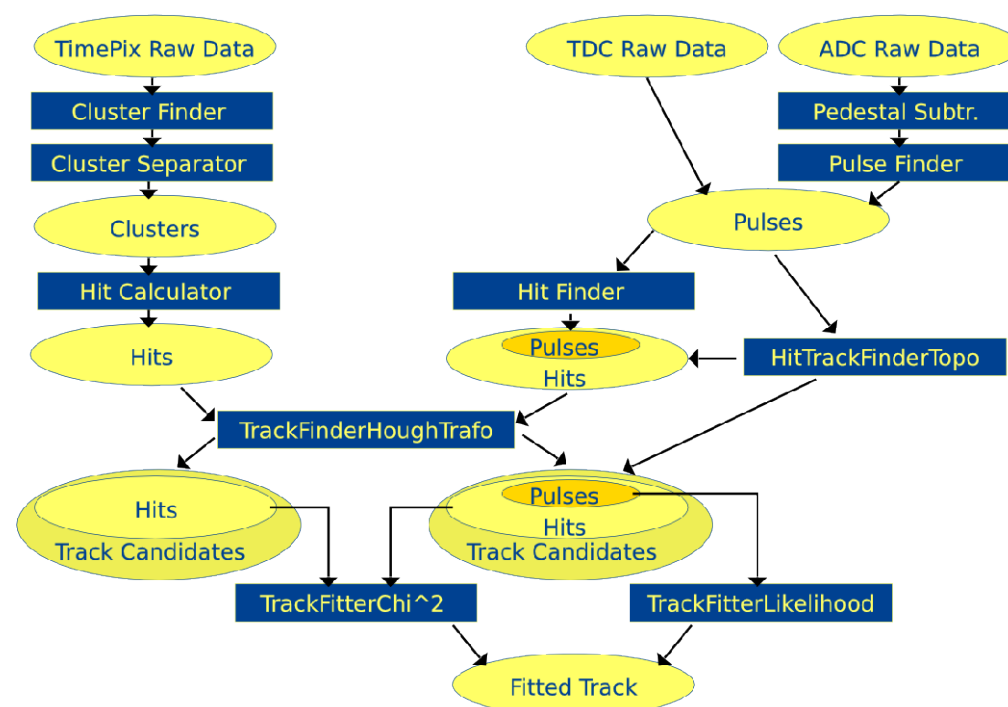 TimePix Raw Data
TDC Raw Data
ADC Raw Data
Cluster Finder
Pedestal Subtr.
Cluster Separator
Pulse Finder
Clusters
Pulses
Hit Calculator
Hit Finder
Hits
Pulses
Hits
HitTrackFinderTopo
TrackFinderHoughTrafo
Hits
Track Candidates
Pulses
Hits
Track Candidates
TrackFitterChi^2
TrackFitterLikelihood
Fitted Track